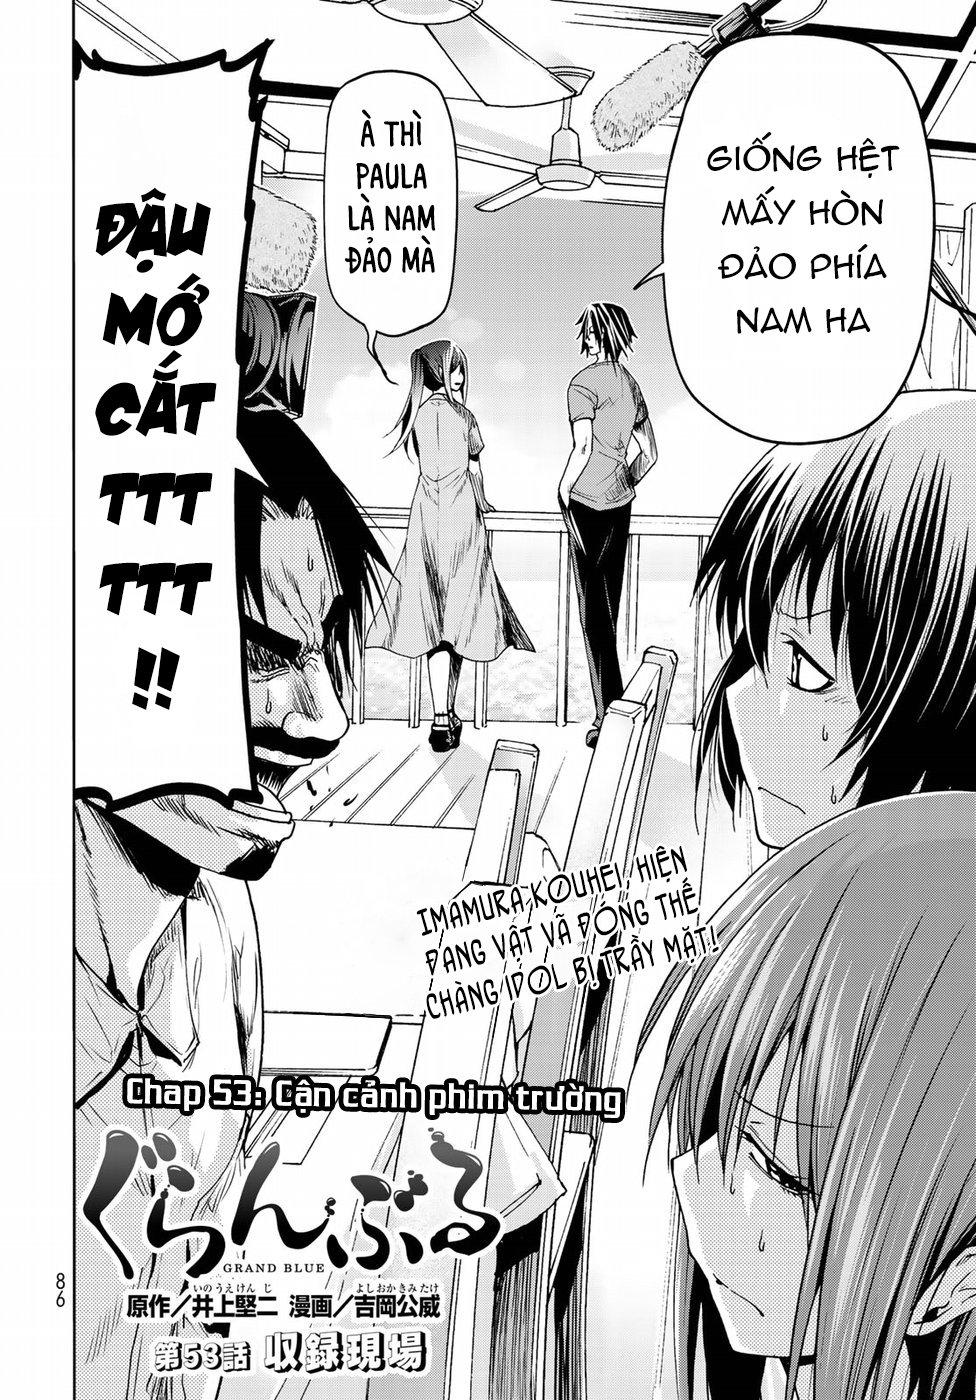 GIỐNG HỆT
MẤY HÒN
ĐẢO PHÍA
NAM HA
À THÌ
PAULA
LÀ NAM
ĐẢO MÀ
ĐẬU
MỚ
CẮT
TTT
TTT
!!
IMAMURA KOUHEI, HIỆN
ĐANG VẬT VÃ ĐÓNG THẾ
CHÀNG IDOL BỊ TRẦY MẶT!
Chap 53: Cận cảnh phim trường
ぐらんぶる
GRAND BLUE
いのうえけんじ よしおかきみたけ
原作／井上堅二 漫画／吉岡公威
第53話 収録現場
86